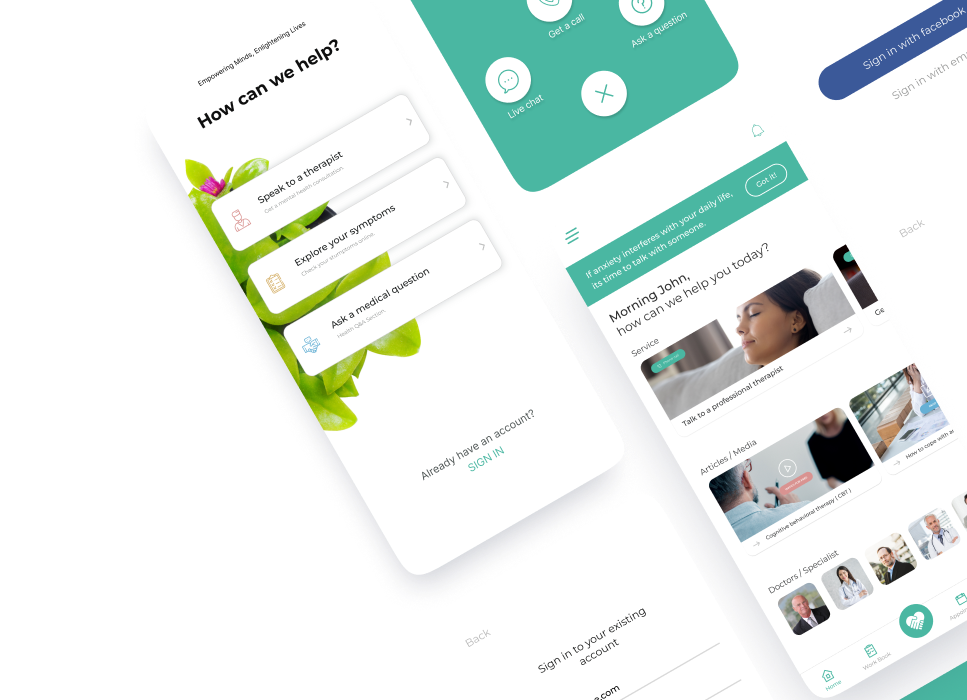 Empowering Minds, Enlightening Lives
How can we help?
Speak to a therapist
Get a mental health consultation.
Explore your symptoms
Check your stymptoms online.
Ask a medical question
Health Q&A Section.
Already have an account?
SIGN IN
Get a call
Ask a question
Live chat
Sign in with facebook
Sign in with em
Back
If anxiety interferes with your daily life,
its time to talk with someone.
Got it!
Morning John,
how can we help you today?
Service
Talk to a professional therapist
Ge
Articles / Media
Cognitive behavioral therapy ( CBT )
How to cope with an
Doctors / Specialist
Home
Work Book
Appoin
Back
Sign in to your existing
account
e.com